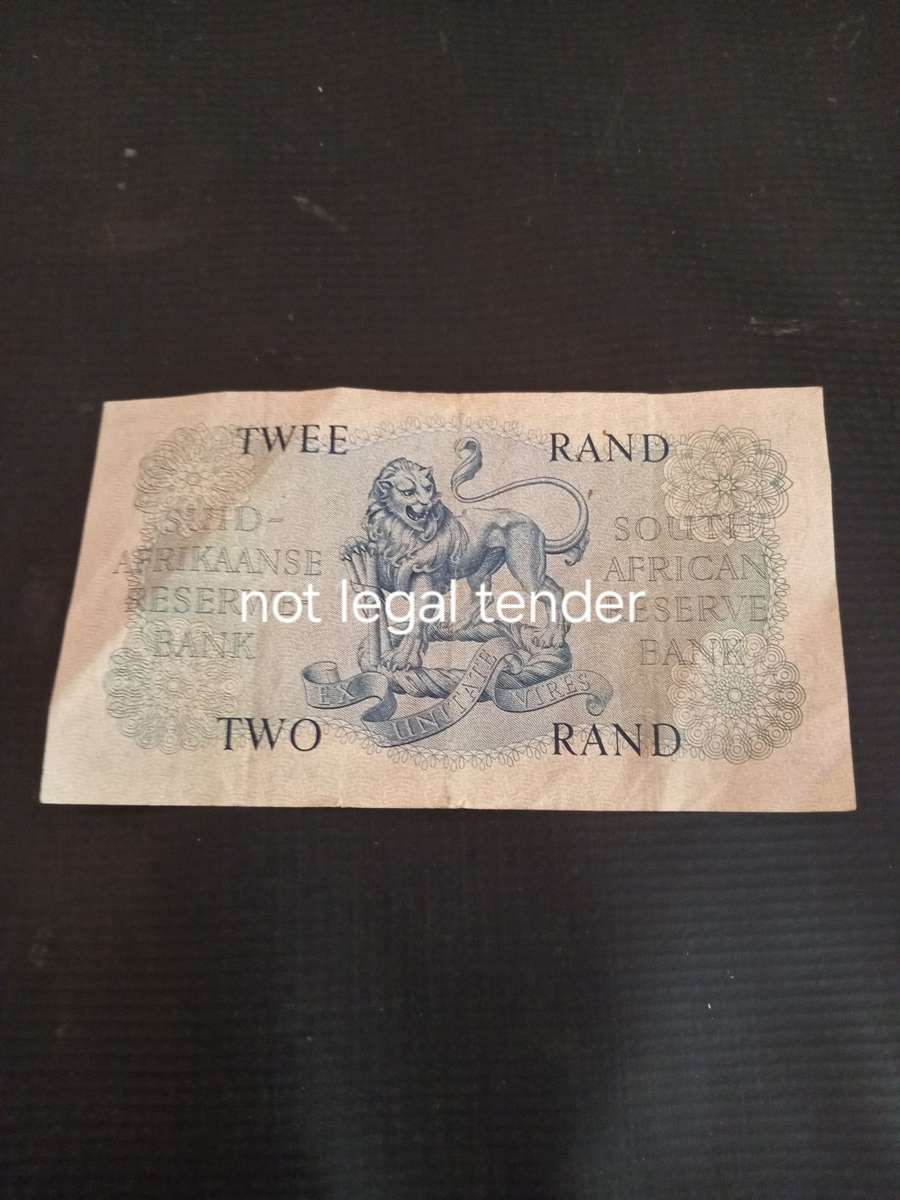 TWEE RAND
SUID-
AFRIKAANSE
RESERWE-
BANK
SOUTH
AFRICAN
RESERVE
BANK
not legal tender
EX UNITATE VIRES
TWO RAND